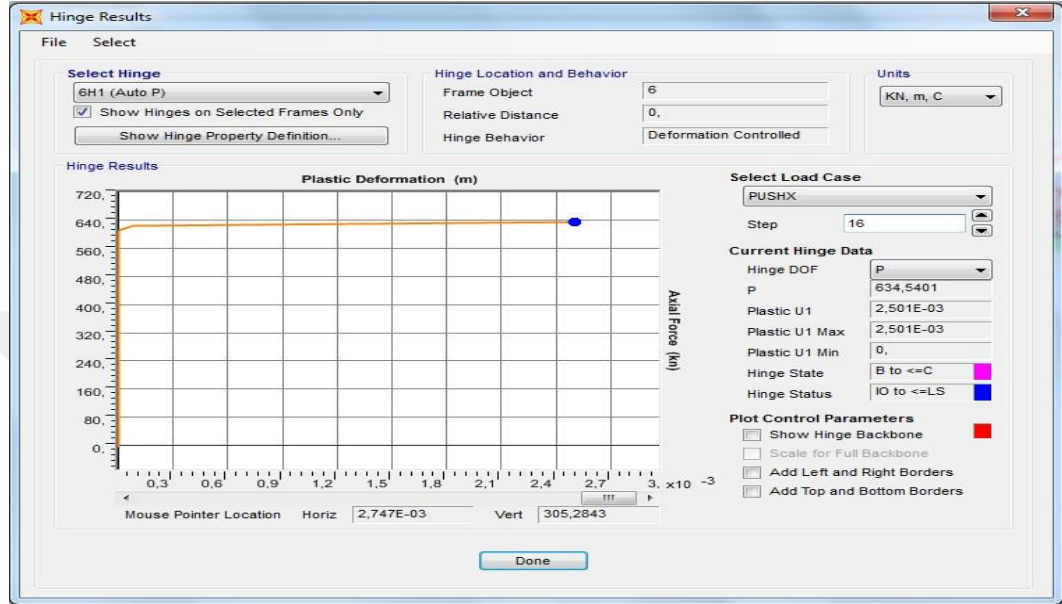 Hinge Results
File Select
Select Hinge
6H1 (Auto P)
Show Hinges on Selected Frames Only
Show Hinge Property Definition...
Hinge Location and Behavior
Frame Object 6
Relative Distance 0,
Hinge Behavior Deformation Controlled
Units
KN, m, C
Hinge Results
Plastic Deformation (m)
720,
640,
560,
480,
400,
320,
240,
160,
80,
0,
0,3 0,6 0,9 1,2 1,5 1,8 2,1 2,4 2,7 3, x10 -3
Axial Force (kn)
Mouse Pointer Location Horiz 2,747E-03 Vert 305,2843
Select Load Case
PUSHX
Step 16
Current Hinge Data
Hinge DOF P
P 634,5401
Plastic U1 2,501E-03
Plastic U1 Max 2,501E-03
Plastic U1 Min 0,
Hinge State B to <=C
Hinge Status IO to <=LS
Plot Control Parameters
Show Hinge Backbone
Scale for Full Backbone
Add Left and Right Borders
Add Top and Bottom Borders
Done